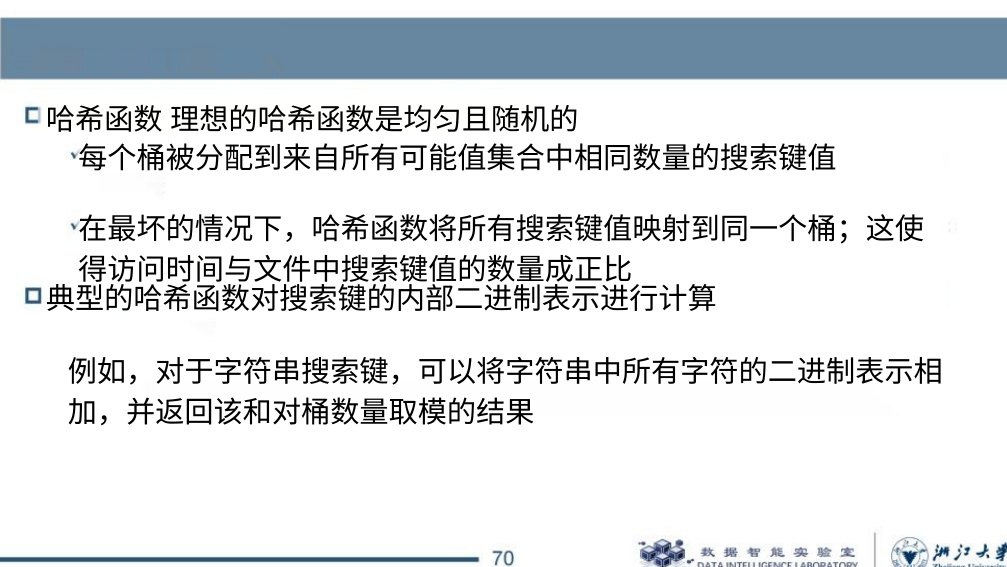 哈希函数 理想的哈希函数是均匀且随机的
每个桶被分配到来自所有可能值集合中相同数量的搜索键值
在最坏的情况下，哈希函数将所有搜索键值映射到同一个桶；这使
得访问时间与文件中搜索键值的数量成正比
典型的哈希函数对搜索键的内部二进制表示进行计算
例如，对于字符串搜索键，可以将字符串中所有字符的二进制表示相
加，并返回该和对桶数量取模的结果
70
数据智能实验室
DATA INTELLIGENCE LABORATORY
浙江大学